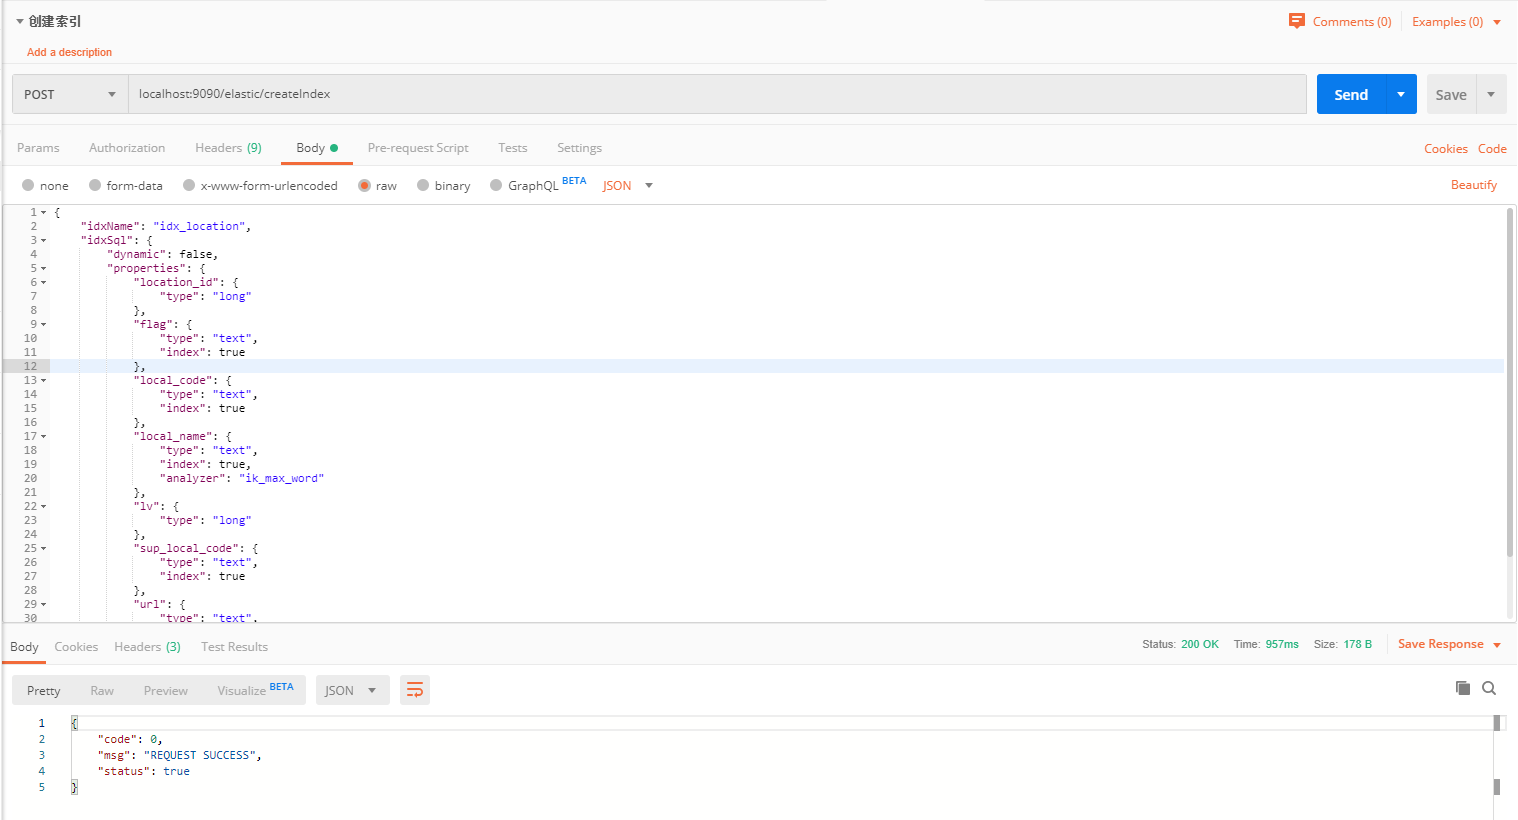 创建索引
Comments (0) Examples (0)
Add a description
POST localhost:9090/elastic/createIndex Send Save
Params Authorization Headers (9) Body Pre-request Script Tests Settings Cookies Code
none form-data x-www-form-urlencoded raw binary GraphQL BETA JSON Beautify
1 {
2 "idxName": "idx_location",
3 "idxSql": {
4 "dynamic": false,
5 "properties": {
6 "location_id": {
7 "type": "long"
8 },
9 "flag": {
10 "type": "text",
11 "index": true
12 },
13 "local_code": {
14 "type": "text",
15 "index": true
16 },
17 "local_name": {
18 "type": "text",
19 "index": true,
20 "analyzer": "ik_max_word"
21 },
22 "lv": {
23 "type": "long"
24 },
25 "sup_local_code": {
26 "type": "text",
27 "index": true
28 },
29 "url": {
30 "type": "text",
Body Cookies Headers (3) Test Results Status: 200 OK Time: 957ms Size: 178 B Save Response
Pretty Raw Preview Visualize BETA JSON
1 {
2 "code": 0,
3 "msg": "REQUEST SUCCESS",
4 "status": true
5 }